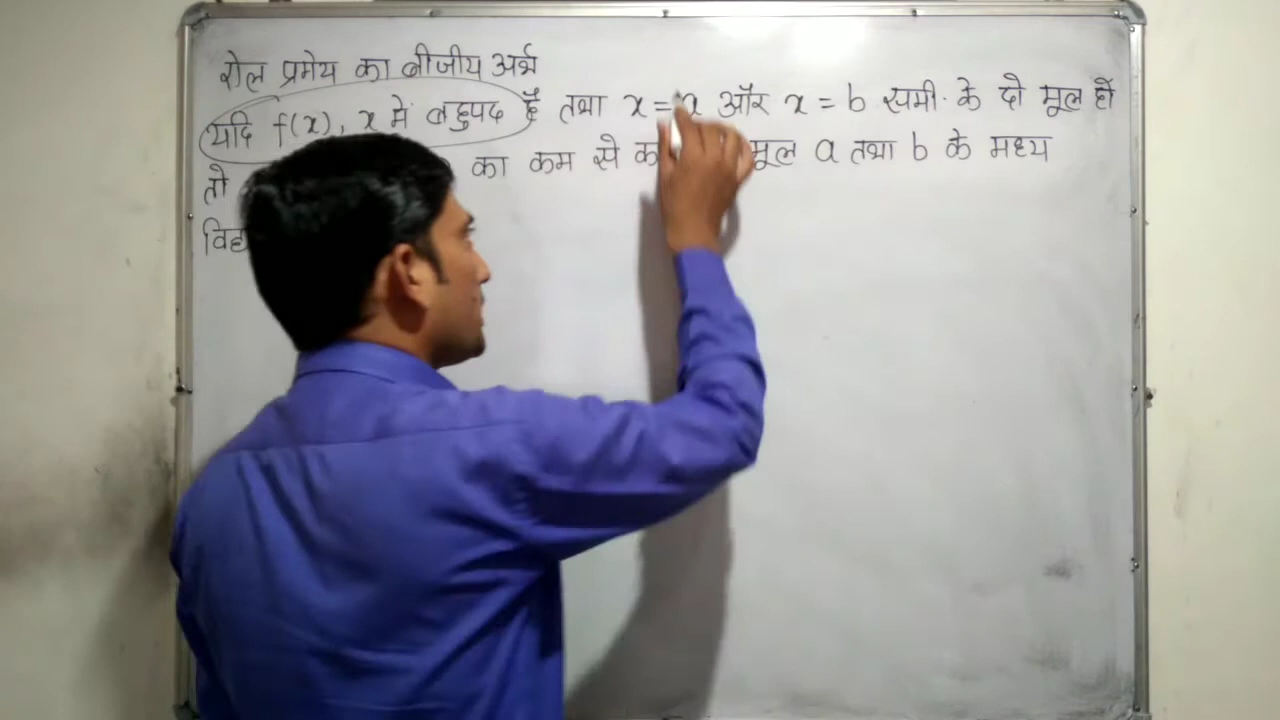 रोल प्रमेय का बीजीय अर्थ
यदि f(x), x में बहुपद है तथा x = a और x = b समी. के दो मूल हों
तो का कम से मूल a तथा b के मध्य